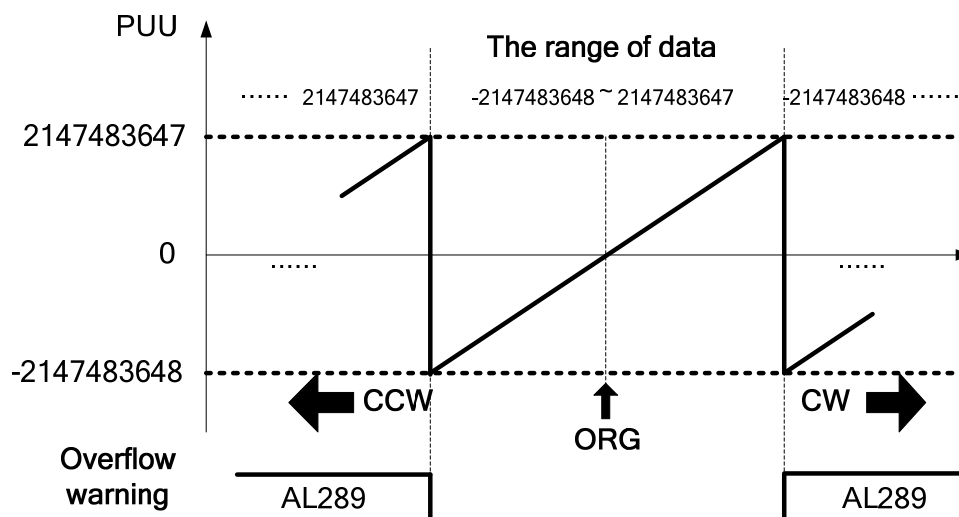 PUU
The range of data
...... 2147483647
-2147483648 ~ 2147483647
-2147483648 ......
2147483647
0
......
......
-2147483648
CCW
CW
ORG
Overflow
warning
AL289
AL289